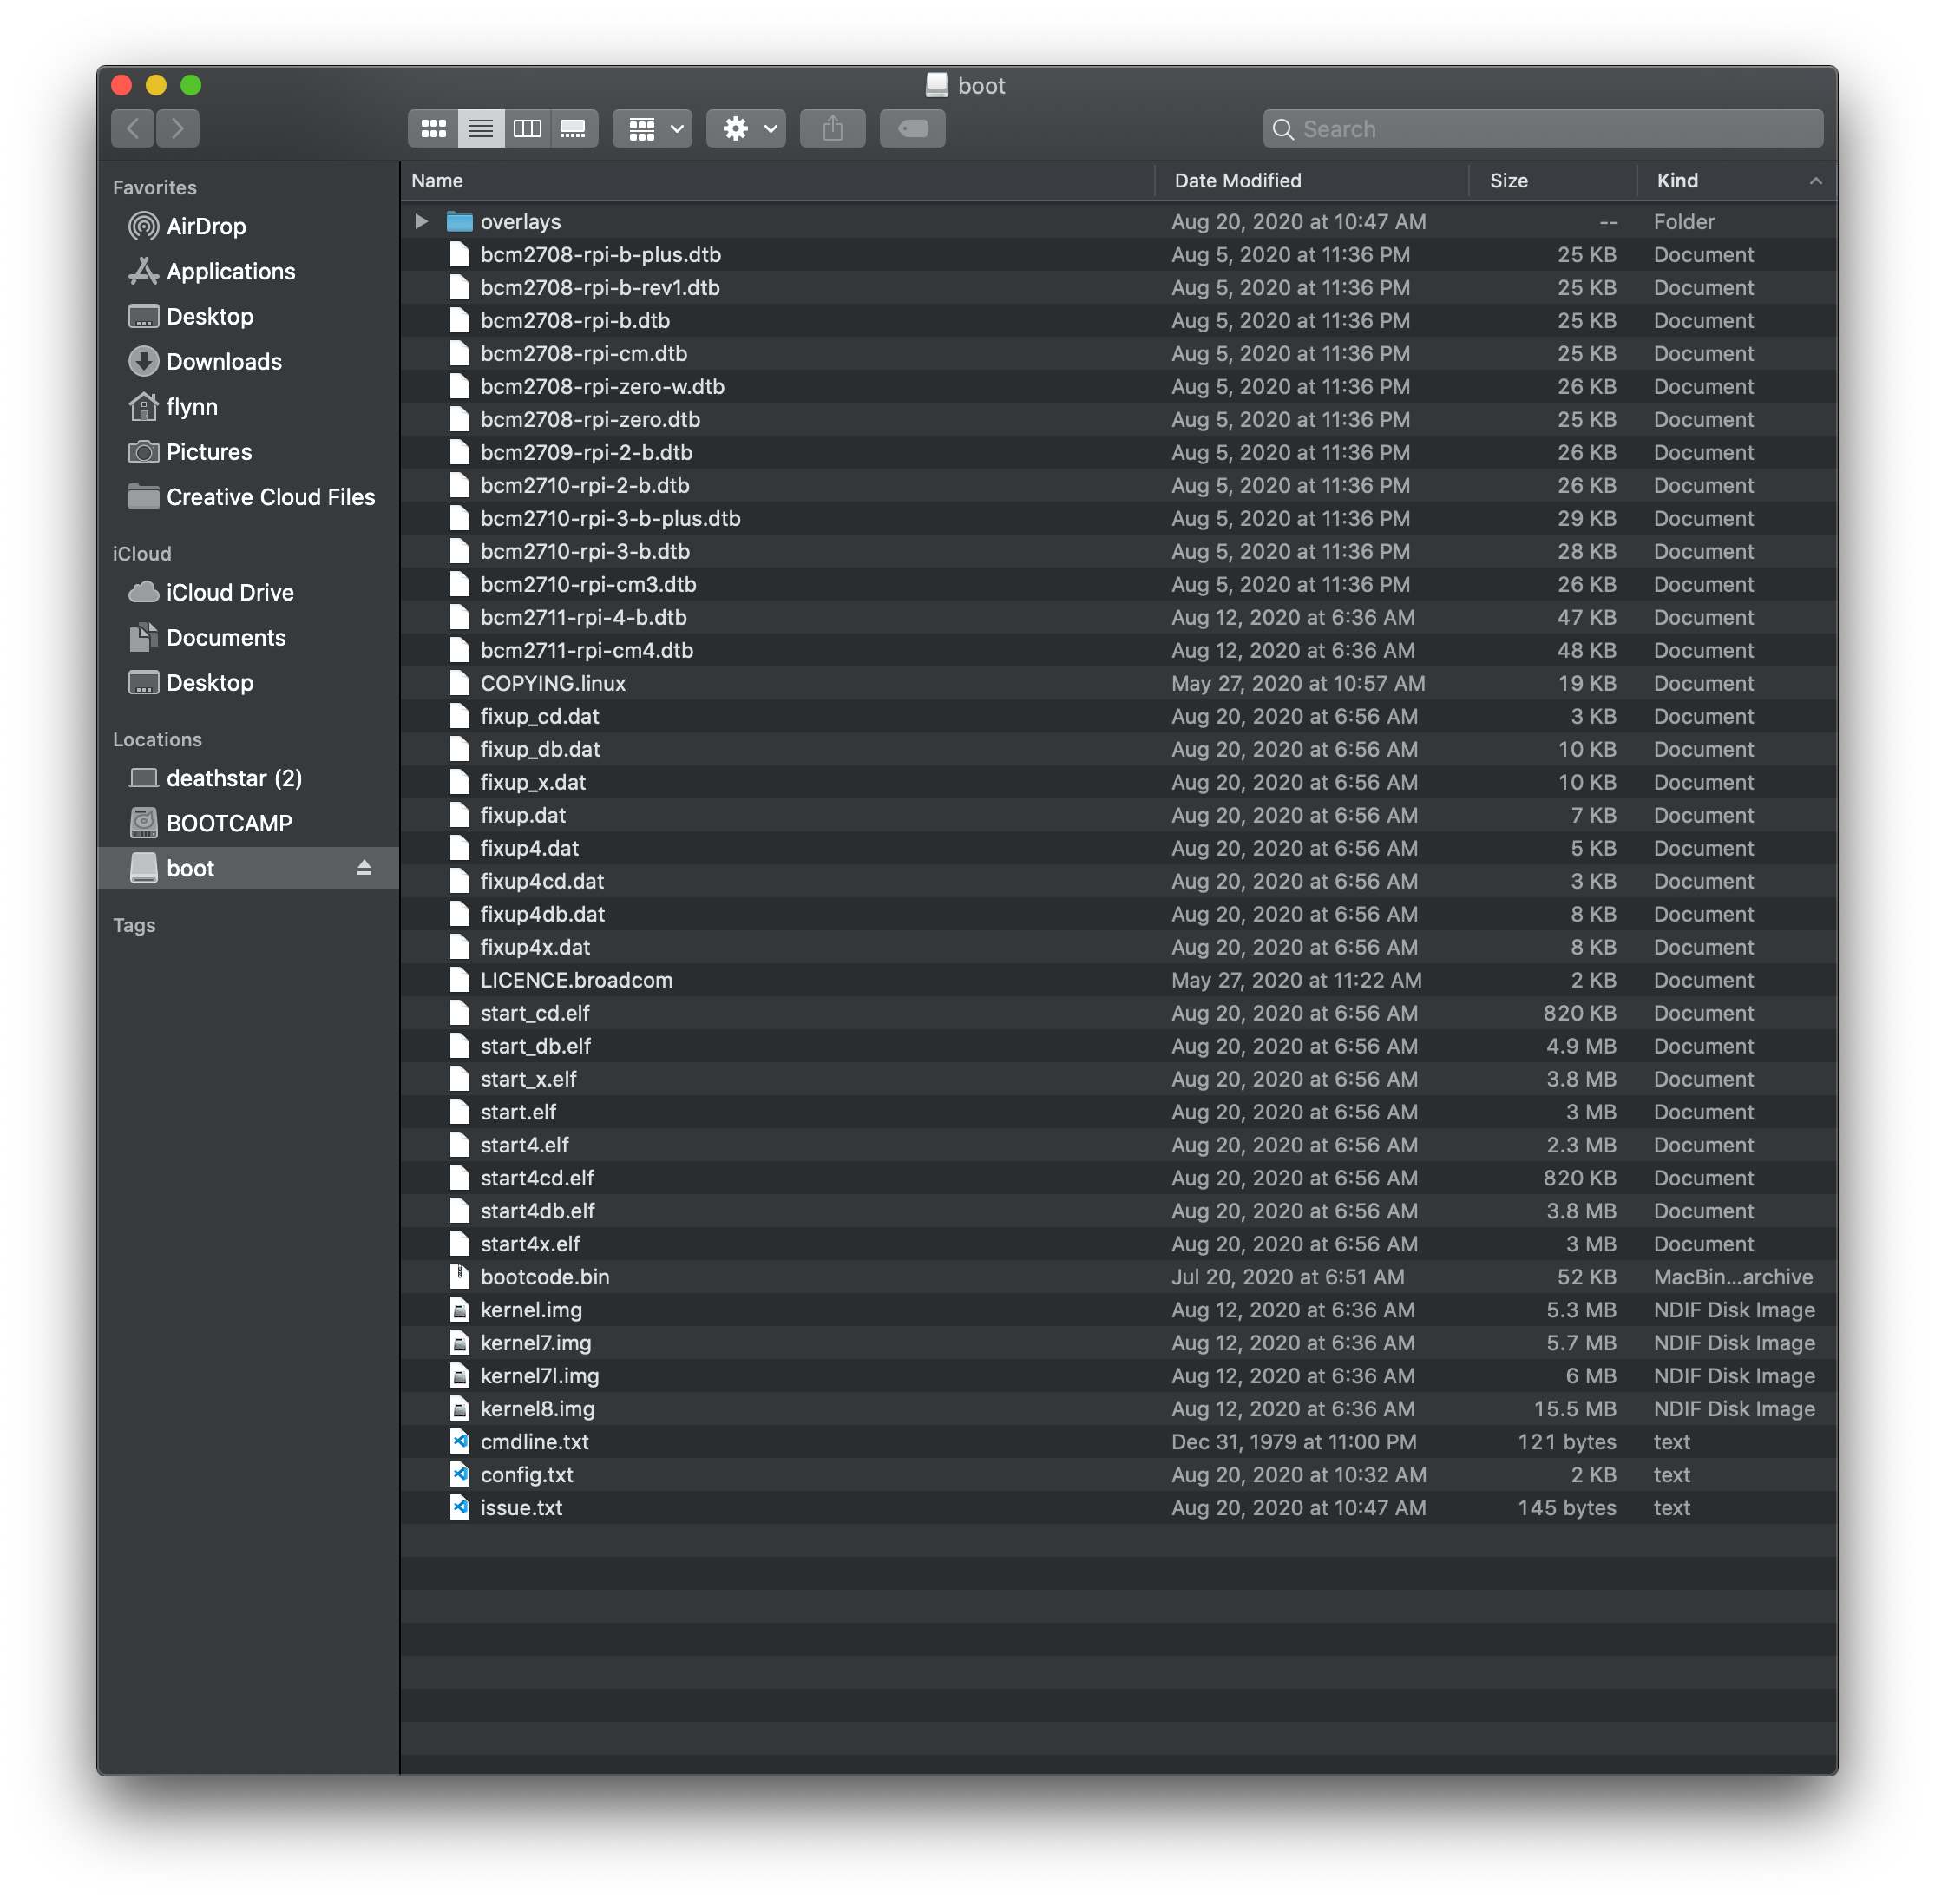 boot
Search
Favorites
AirDrop
Applications
Desktop
Downloads
flynn
Pictures
Creative Cloud Files
iCloud
iCloud Drive
Documents
Desktop
Locations
deathstar (2)
BOOTCAMP
boot
Tags
Name Date Modified Size Kind
overlays Aug 20, 2020 at 10:47 AM -- Folder
bcm2708-rpi-b-plus.dtb Aug 5, 2020 at 11:36 PM 25 KB Document
bcm2708-rpi-b-rev1.dtb Aug 5, 2020 at 11:36 PM 25 KB Document
bcm2708-rpi-b.dtb Aug 5, 2020 at 11:36 PM 25 KB Document
bcm2708-rpi-cm.dtb Aug 5, 2020 at 11:36 PM 25 KB Document
bcm2708-rpi-zero-w.dtb Aug 5, 2020 at 11:36 PM 26 KB Document
bcm2708-rpi-zero.dtb Aug 5, 2020 at 11:36 PM 25 KB Document
bcm2709-rpi-2-b.dtb Aug 5, 2020 at 11:36 PM 26 KB Document
bcm2710-rpi-2-b.dtb Aug 5, 2020 at 11:36 PM 26 KB Document
bcm2710-rpi-3-b-plus.dtb Aug 5, 2020 at 11:36 PM 29 KB Document
bcm2710-rpi-3-b.dtb Aug 5, 2020 at 11:36 PM 28 KB Document
bcm2710-rpi-cm3.dtb Aug 5, 2020 at 11:36 PM 26 KB Document
bcm2711-rpi-4-b.dtb Aug 12, 2020 at 6:36 AM 47 KB Document
bcm2711-rpi-cm4.dtb Aug 12, 2020 at 6:36 AM 48 KB Document
COPYING.linux May 27, 2020 at 10:57 AM 19 KB Document
fixup_cd.dat Aug 20, 2020 at 6:56 AM 3 KB Document
fixup_db.dat Aug 20, 2020 at 6:56 AM 10 KB Document
fixup_x.dat Aug 20, 2020 at 6:56 AM 10 KB Document
fixup.dat Aug 20, 2020 at 6:56 AM 7 KB Document
fixup4.dat Aug 20, 2020 at 6:56 AM 5 KB Document
fixup4cd.dat Aug 20, 2020 at 6:56 AM 3 KB Document
fixup4db.dat Aug 20, 2020 at 6:56 AM 8 KB Document
fixup4x.dat Aug 20, 2020 at 6:56 AM 8 KB Document
LICENCE.broadcom May 27, 2020 at 11:22 AM 2 KB Document
start_cd.elf Aug 20, 2020 at 6:56 AM 820 KB Document
start_db.elf Aug 20, 2020 at 6:56 AM 4.9 MB Document
start_x.elf Aug 20, 2020 at 6:56 AM 3.8 MB Document
start.elf Aug 20, 2020 at 6:56 AM 3 MB Document
start4.elf Aug 20, 2020 at 6:56 AM 2.3 MB Document
start4cd.elf Aug 20, 2020 at 6:56 AM 820 KB Document
start4db.elf Aug 20, 2020 at 6:56 AM 3.8 MB Document
start4x.elf Aug 20, 2020 at 6:56 AM 3 MB Document
bootcode.bin Jul 20, 2020 at 6:51 AM 52 KB MacBin...archive
kernel.img Aug 12, 2020 at 6:36 AM 5.3 MB NDIF Disk Image
kernel7.img Aug 12, 2020 at 6:36 AM 5.7 MB NDIF Disk Image
kernel7l.img Aug 12, 2020 at 6:36 AM 6 MB NDIF Disk Image
kernel8.img Aug 12, 2020 at 6:36 AM 15.5 MB NDIF Disk Image
cmdline.txt Dec 31, 1979 at 11:00 PM 121 bytes text
config.txt Aug 20, 2020 at 10:32 AM 2 KB text
issue.txt Aug 20, 2020 at 10:47 AM 145 bytes text